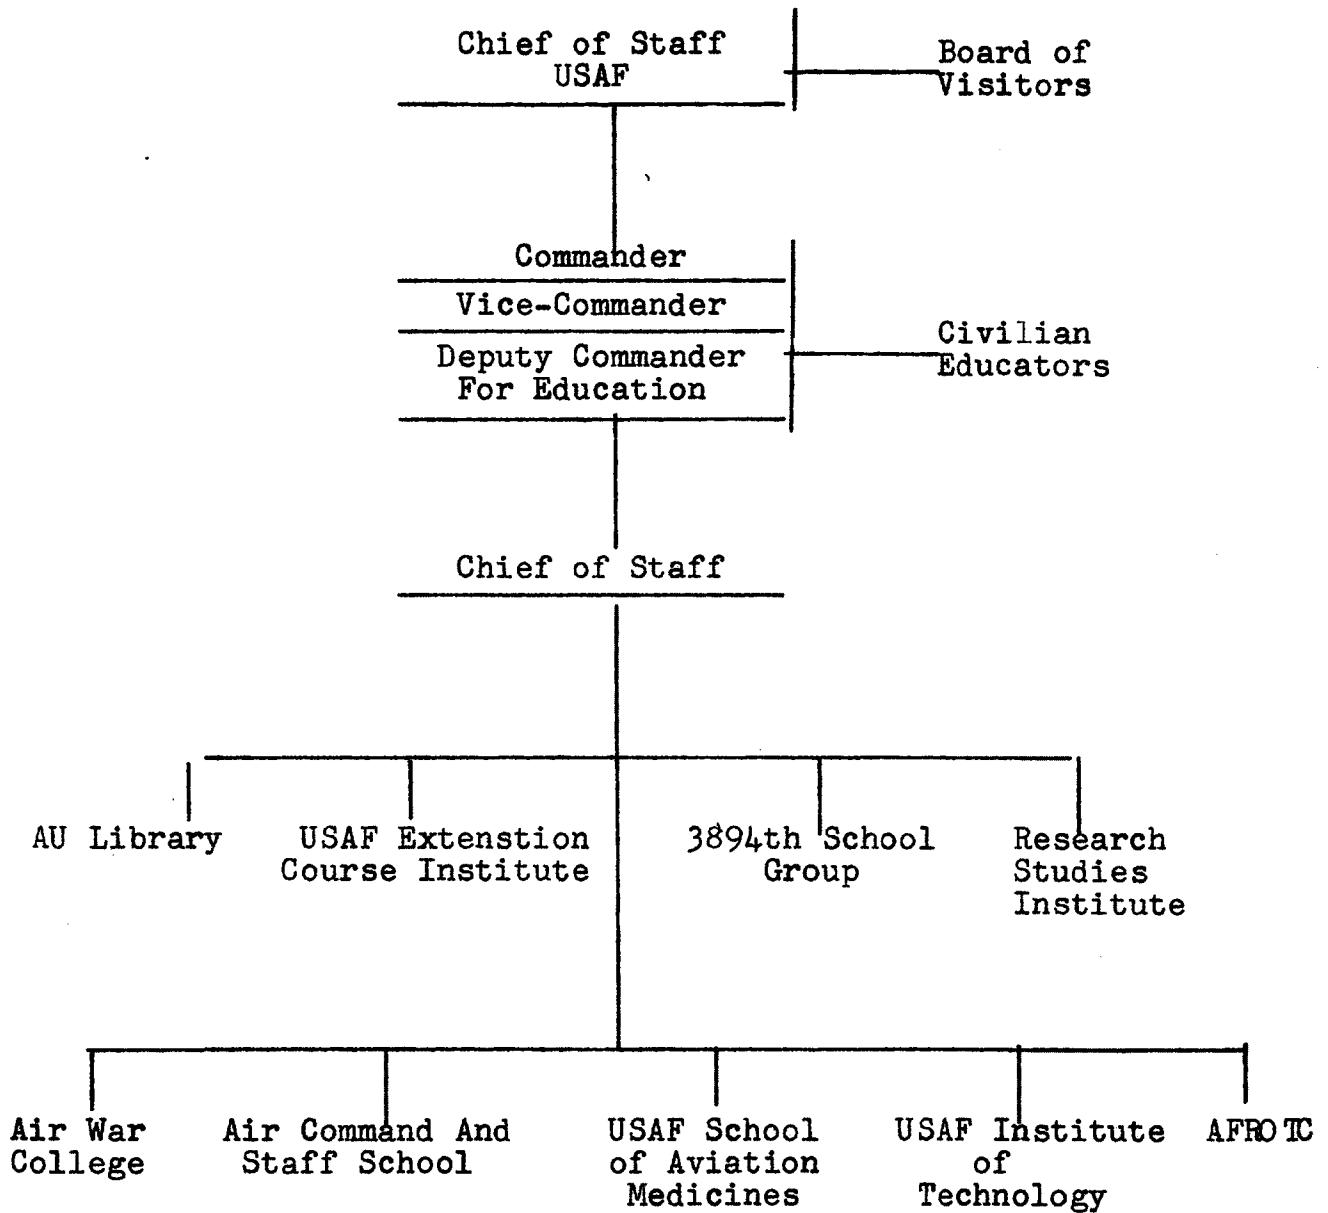 Chief of Staff
USAF
Board of
Visitors
Commander
Vice-Commander
Deputy Commander
For Education
Civilian
Educators
Chief of Staff
AU Library
USAF Extenstion
Course Institute
3894th School
Group
Research
Studies
Institute
Air War
College
Air Command And
Staff School
USAF School
of Aviation
Medicines
USAF Institute
of
Technology
AFROTC